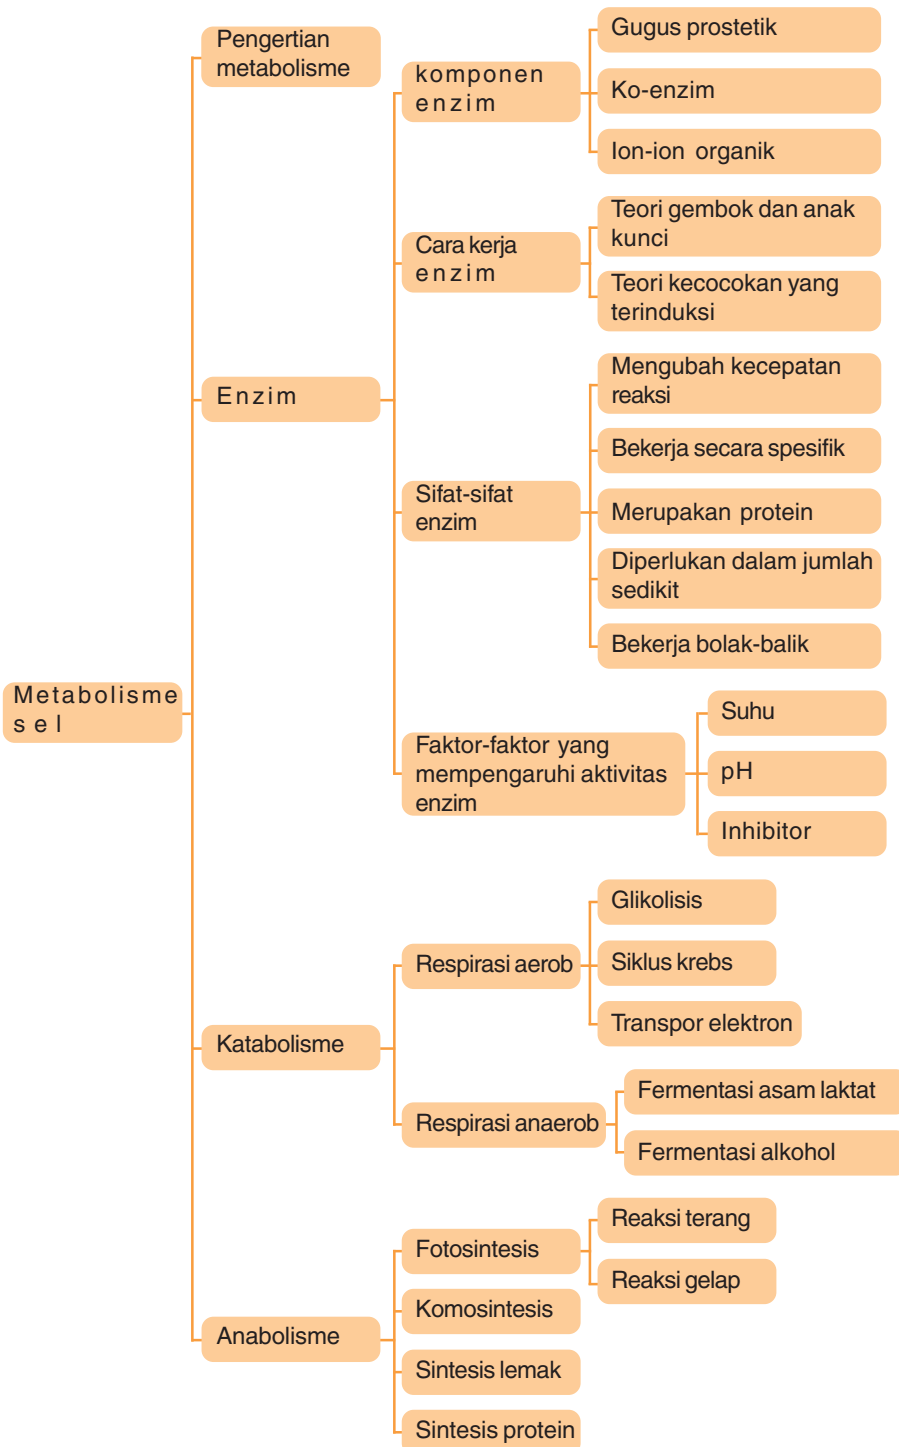 Metabolisme
sel
Pengertian
metabolisme
Enzim
komponen
enzim
Gugus prostetik
Ko-enzim
Ion-ion organik
Cara kerja
enzim
Teori gembok dan anak
kunci
Teori kecocokan yang
terinduksi
Sifat-sifat
enzim
Mengubah kecepatan
reaksi
Bekerja secara spesifik
Merupakan protein
Diperlukan dalam jumlah
sedikit
Bekerja bolak-balik
Faktor-faktor yang
mempengaruhi aktivitas
enzim
Suhu
pH
Inhibitor
Katabolisme
Respirasi aerob
Glikolisis
Siklus krebs
Transpor elektron
Respirasi anaerob
Fermentasi asam laktat
Fermentasi alkohol
Anabolisme
Fotosintesis
Reaksi terang
Reaksi gelap
Komosintesis
Sintesis lemak
Sintesis protein